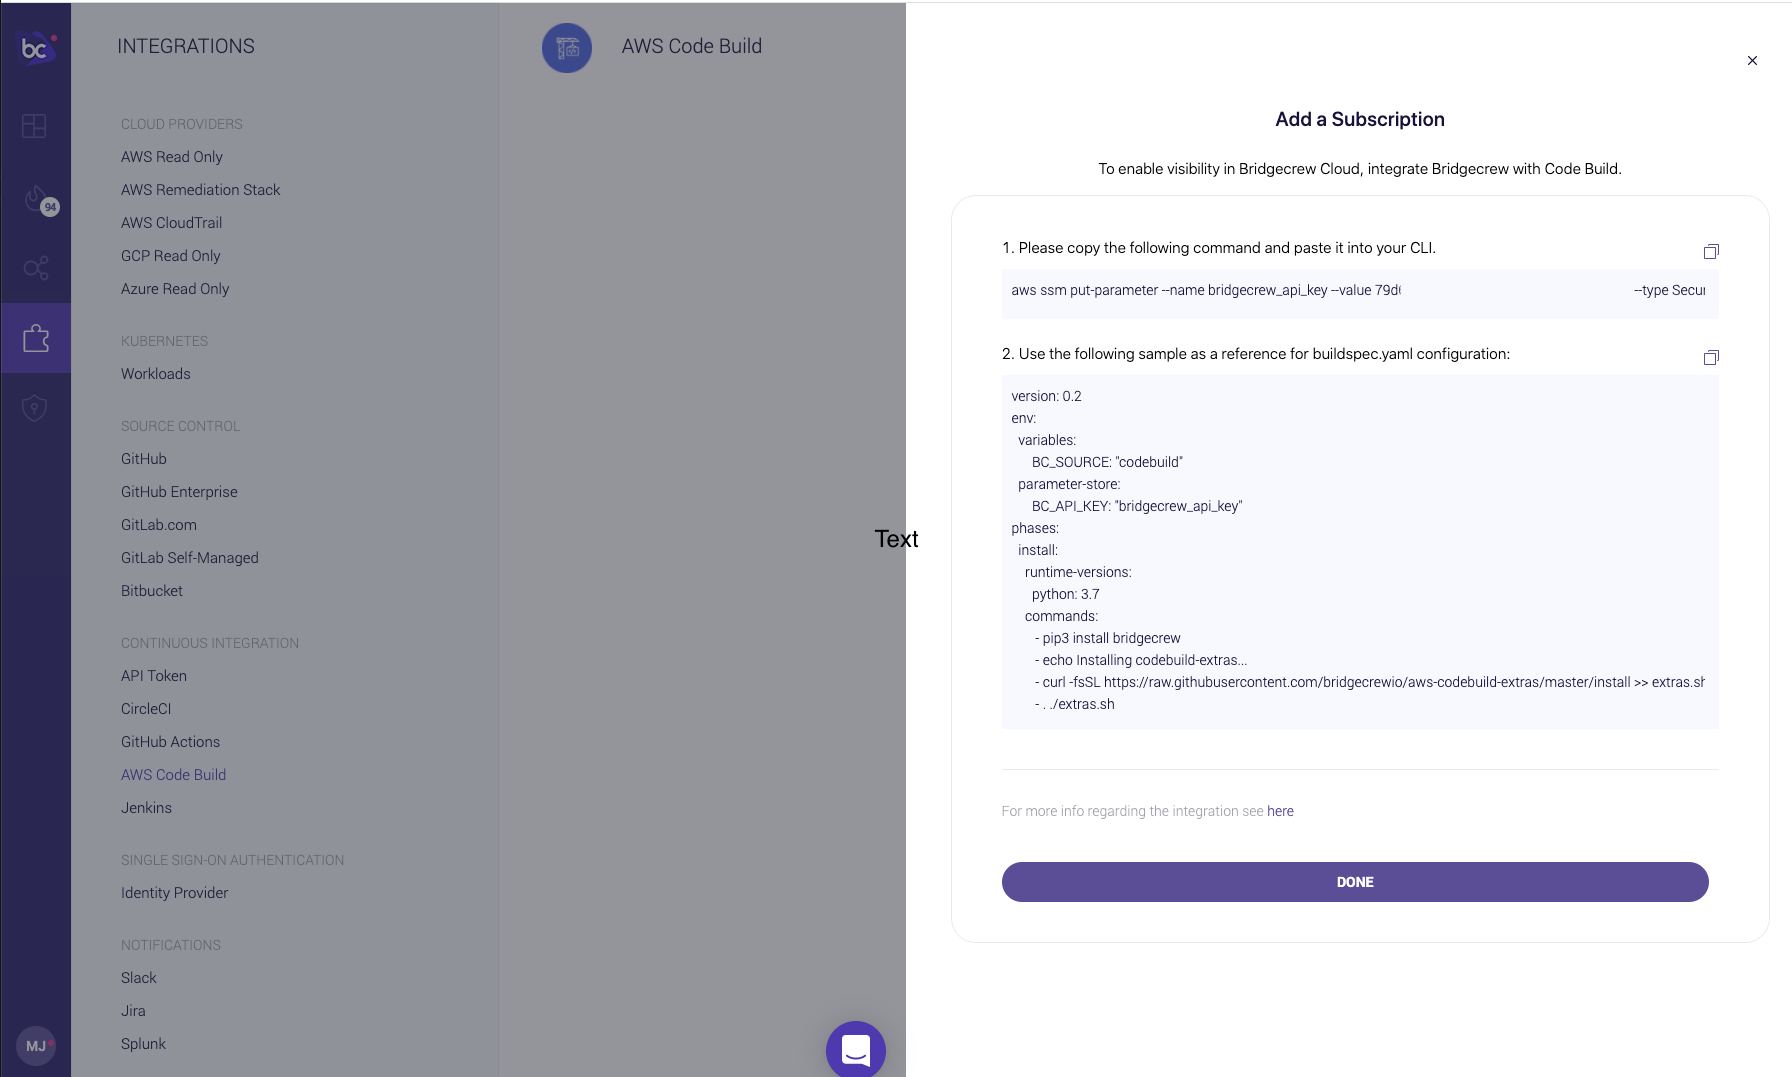 bc
INTEGRATIONS
94
CLOUD PROVIDERS
AWS Read Only
AWS Remediation Stack
AWS CloudTrail
GCP Read Only
Azure Read Only
KUBERNETES
Workloads
SOURCE CONTROL
GitHub
GitHub Enterprise
GitLab.com
GitLab Self-Managed
Bitbucket
CONTINUOUS INTEGRATION
API Token
CircleCI
GitHub Actions
AWS Code Build
Jenkins
SINGLE SIGN-ON AUTHENTICATION
Identity Provider
NOTIFICATIONS
Slack
Jira
Splunk
MJ
AWS Code Build
Text
Add a Subscription
To enable visibility in Bridgecrew Cloud, integrate Bridgecrew with Code Build.
1. Please copy the following command and paste it into your CLI.
aws ssm put-parameter --name bridgecrew_api_key --value 79d --type Secur
2. Use the following sample as a reference for buildspec.yaml configuration:
version: 0.2
env:
variables:
BC_SOURCE: "codebuild"
parameter-store:
BC_API_KEY: "bridgecrew_api_key"
phases:
install:
runtime-versions:
python: 3.7
commands:
- pip3 install bridgecrew
- echo Installing codebuild-extras...
- curl -fsSL https://raw.githubusercontent.com/bridgecrewio/aws-codebuild-extras/master/install >> extras.sh
- . ./extras.sh
For more info regarding the integration see here
DONE